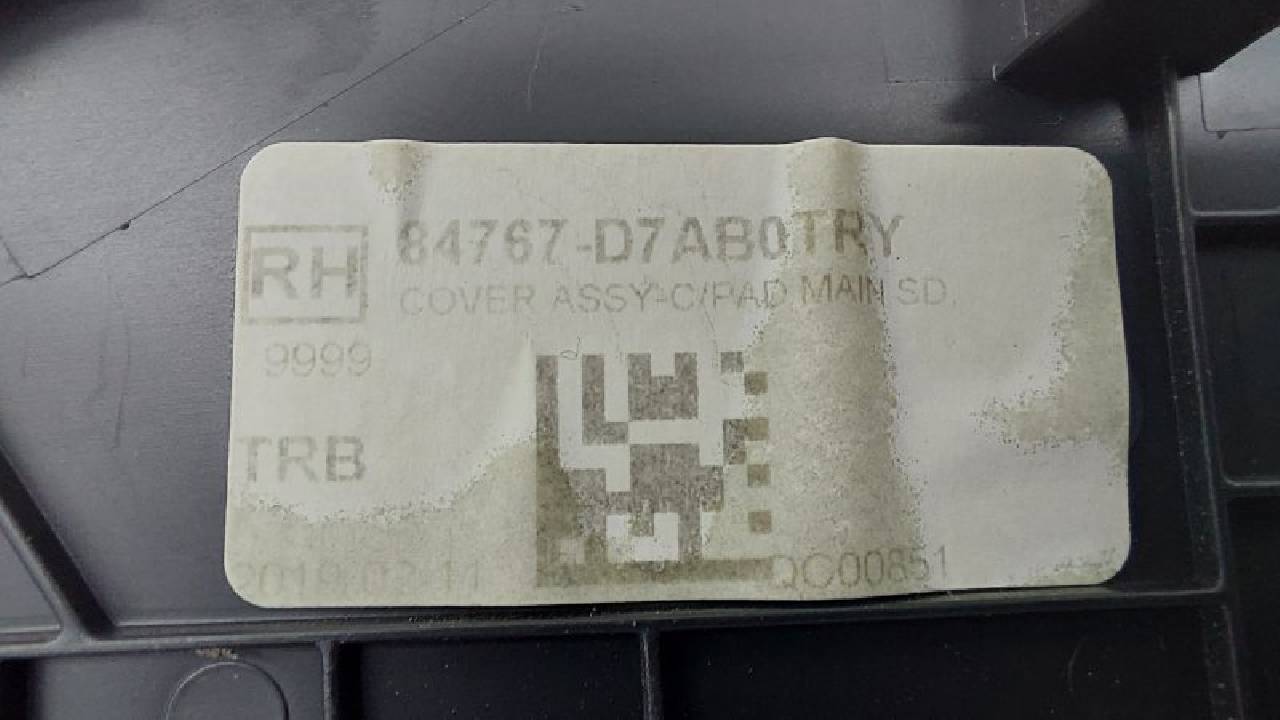 RH
84767-D7AB0TRY
COVER ASSY-C/PAD MAIN SD,
9999
TRB
QC00851